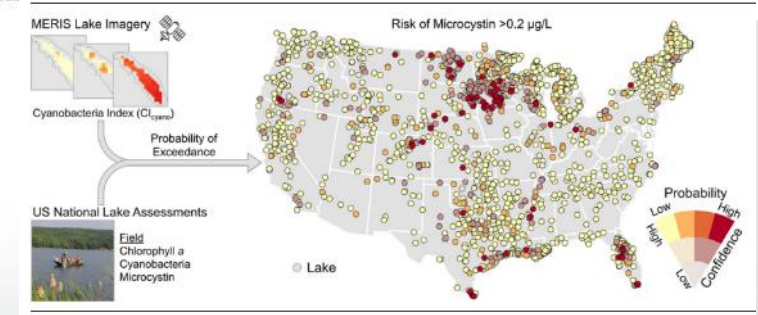 MERIS Lake Imagery
Cyanobacteria Index (CIcyano)
Probability of
Exceedance
US National Lake Assessments
Field
Chlorophyll a
Cyanobacteria
Microcystin
Risk of Microcystin >0.2 µg/L
Lake
Probability
Low
High
High
Low
Confidence